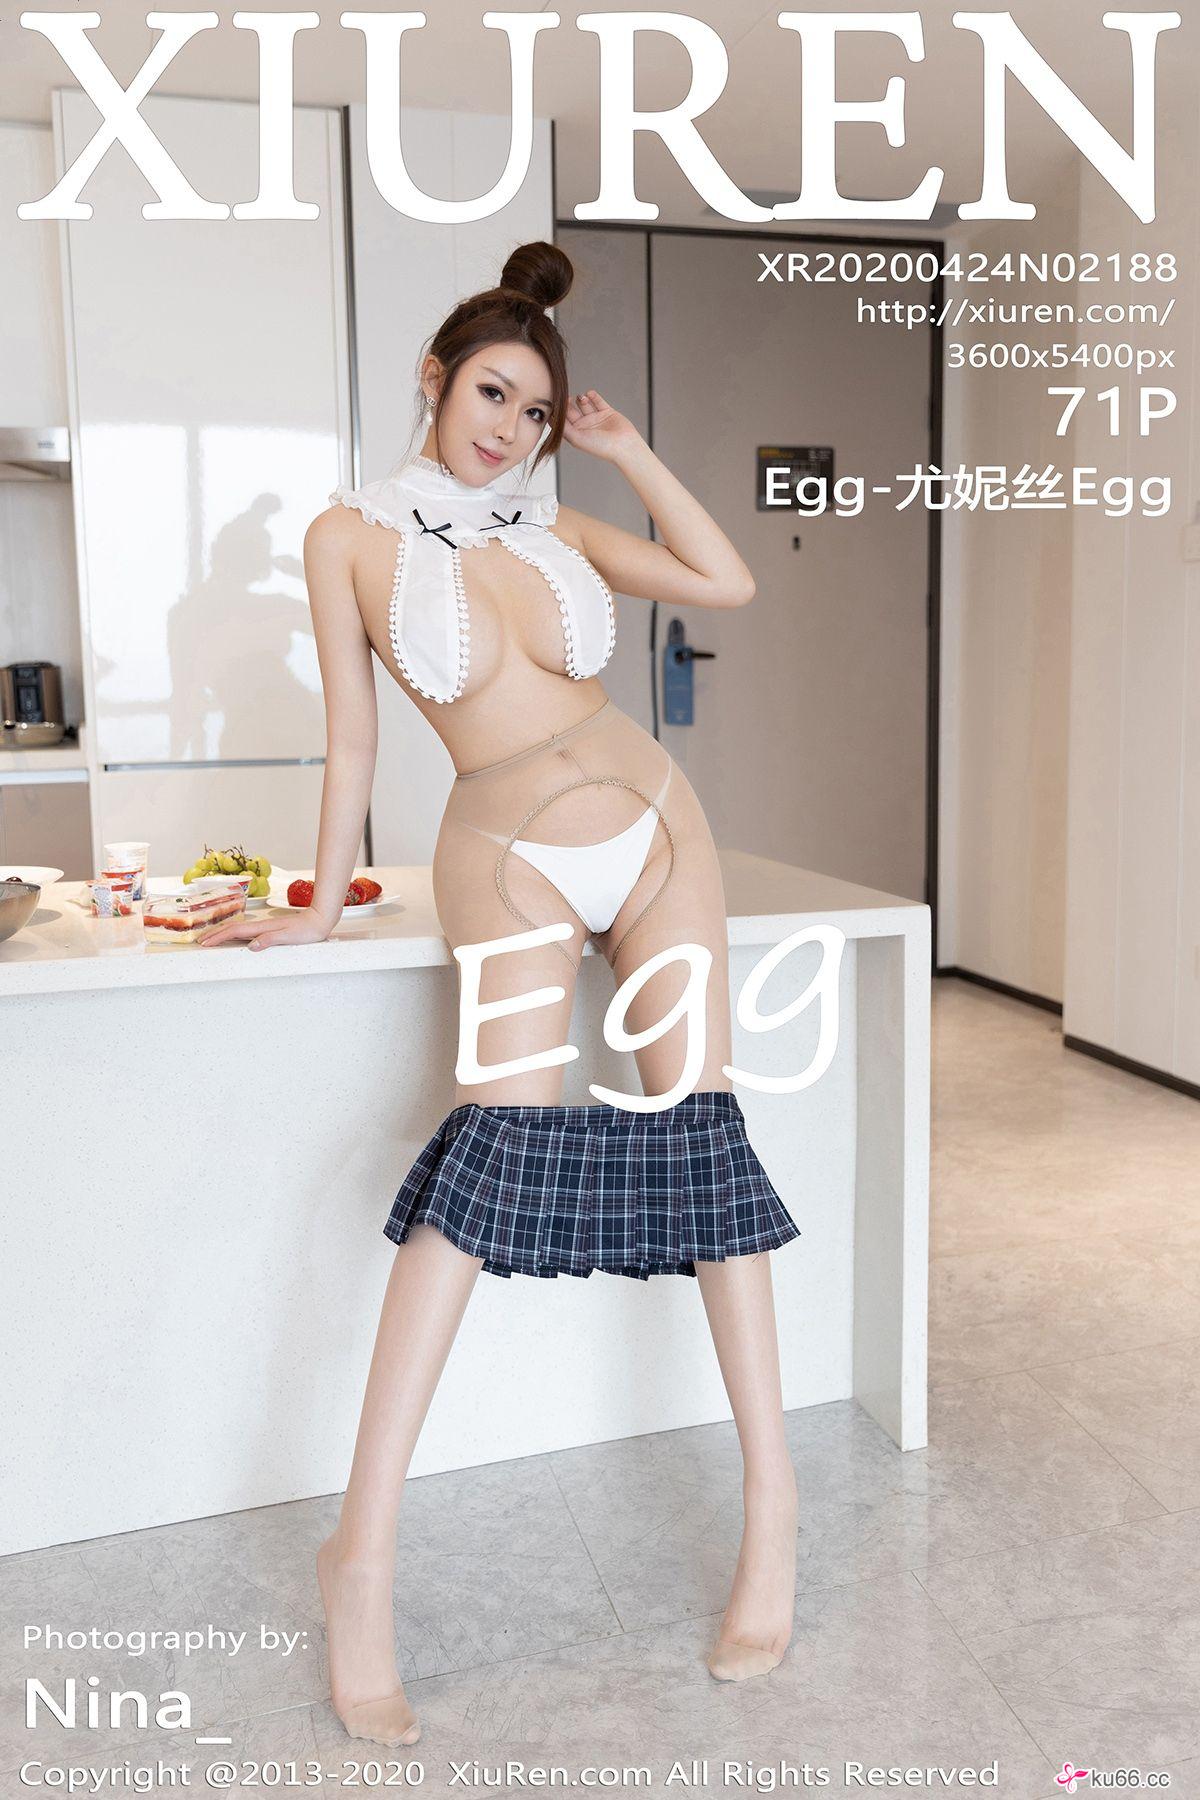 XIUREN
XR20200424N02188
http://xiuren.com/
3600x5400px
71P
Egg-尤妮丝Egg
Egg
Photography by:
Nina_
Copyright @2013-2020 XiuRen.com All Rights Reserved
ku66.cc